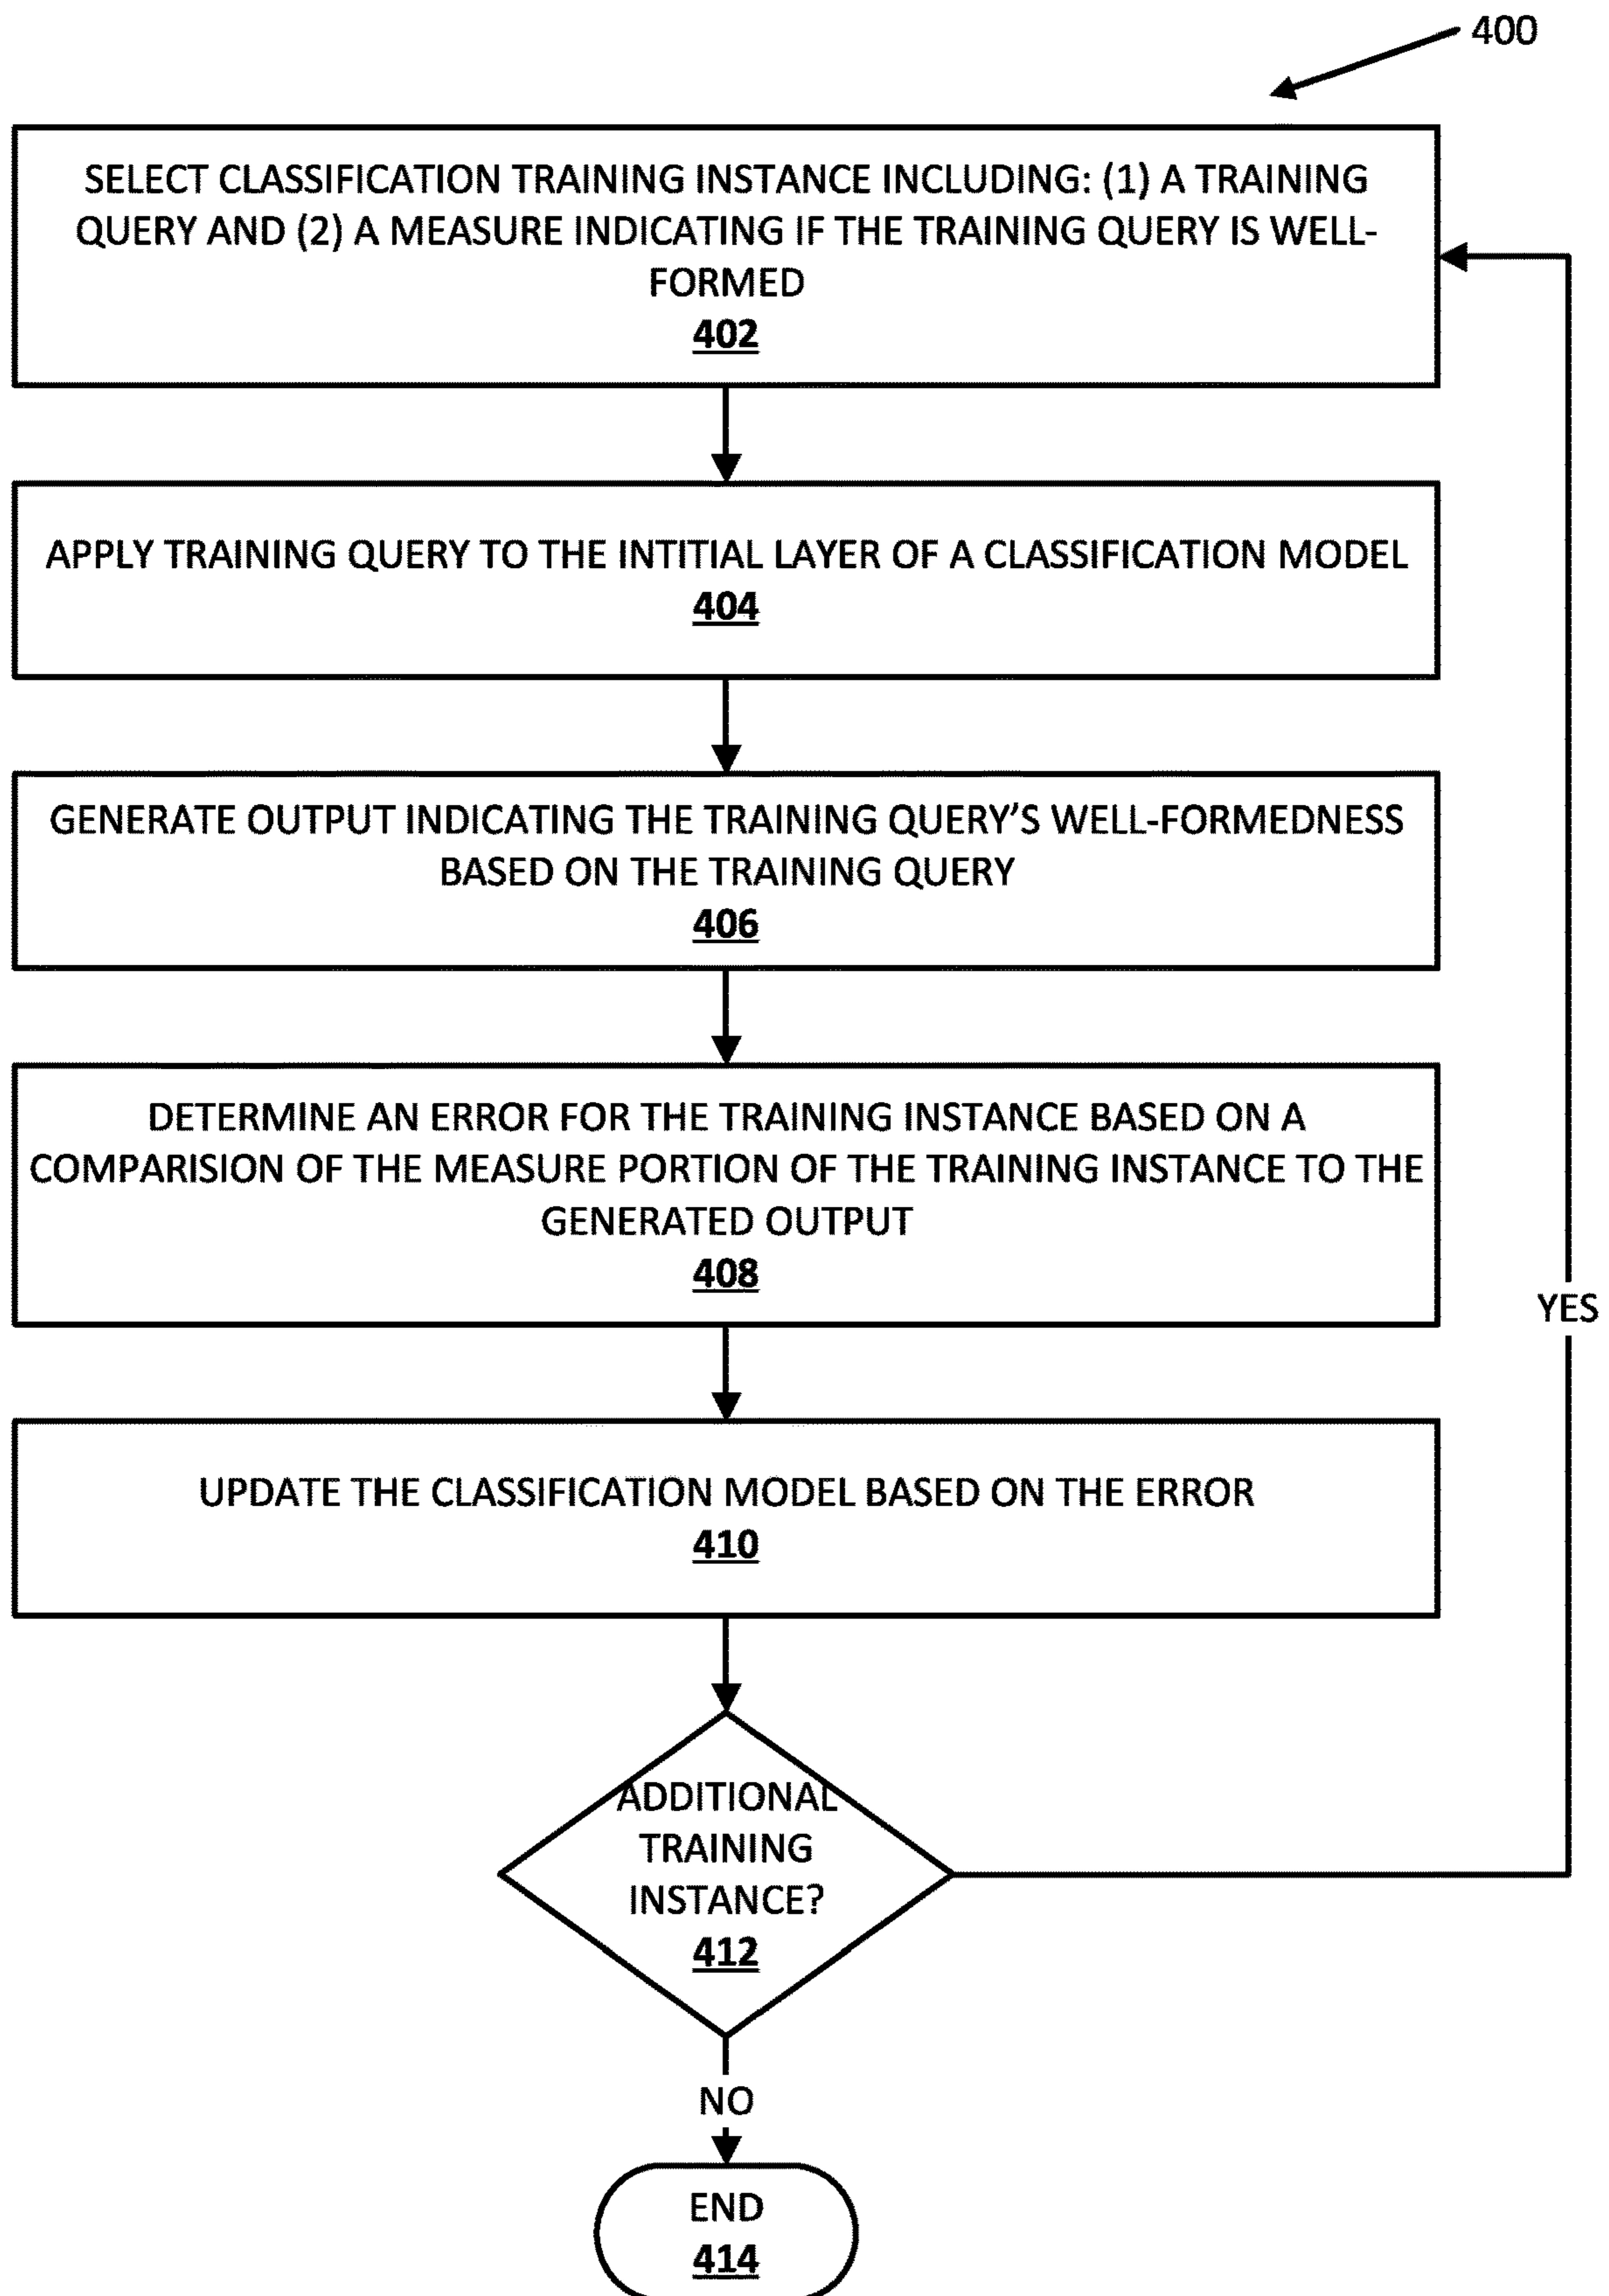 400
SELECT CLASSIFICATION TRAINING INSTANCE INCLUDING: (1) A TRAINING
QUERY AND (2) A MEASURE INDICATING IF THE TRAINING QUERY IS WELL-
FORMED
402
APPLY TRAINING QUERY TO THE INTITIAL LAYER OF A CLASSIFICATION MODEL
404
GENERATE OUTPUT INDICATING THE TRAINING QUERY’S WELL-FORMEDNESS
BASED ON THE TRAINING QUERY
406
DETERMINE AN ERROR FOR THE TRAINING INSTANCE BASED ON A
COMPARISION OF THE MEASURE PORTION OF THE TRAINING INSTANCE TO THE
GENERATED OUTPUT
408
YES
UPDATE THE CLASSIFICATION MODEL BASED ON THE ERROR
410
ADDITIONAL
TRAINING
INSTANCE?
412
NO
END
414